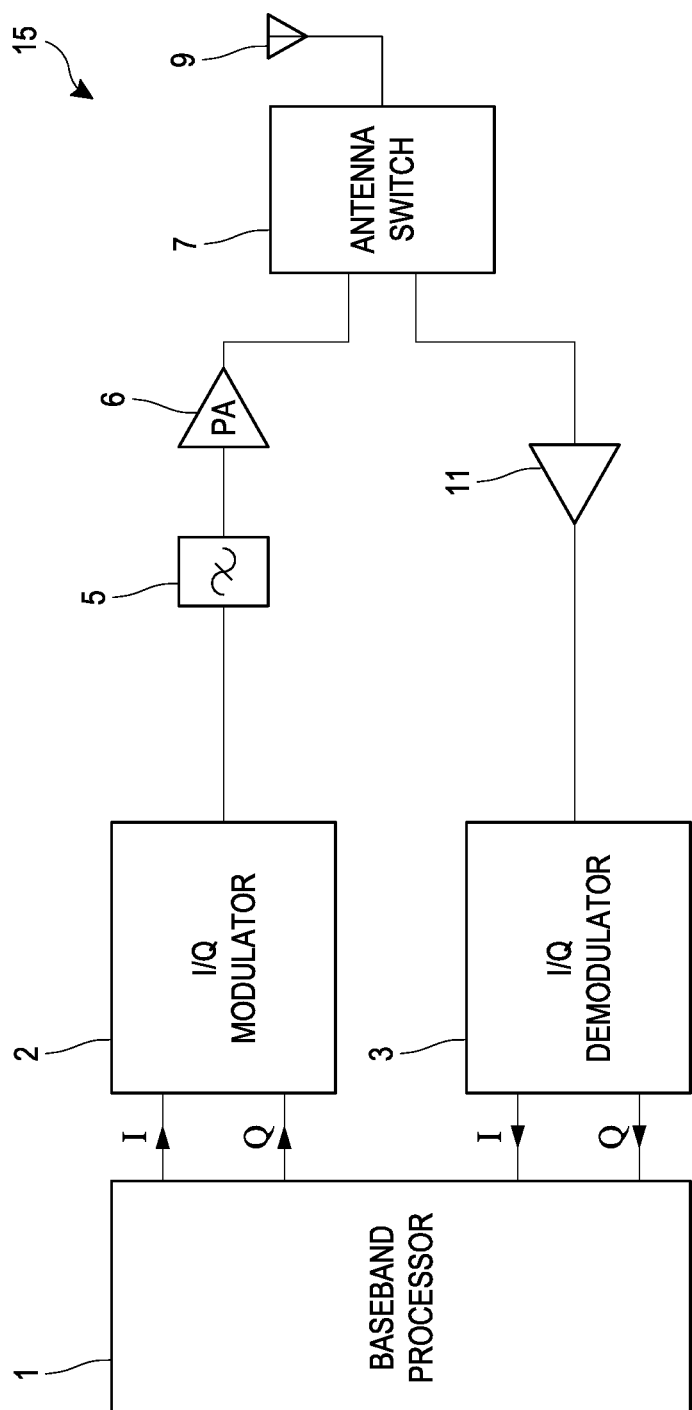 15
1
BASEBAND
PROCESSOR
I
Q
I
Q
2
I/Q
MODULATOR
3
I/Q
DEMODULATOR
5
6
PA
11
7
ANTENNA
SWITCH
9